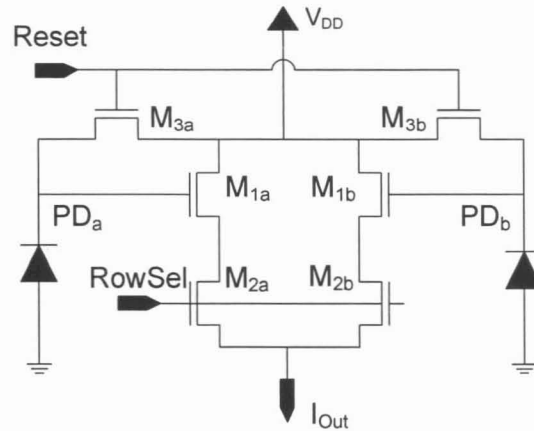 V_DD
Reset
M_3a
M_3b
M_1a
M_1b
PD_a
PD_b
RowSel
M_2a
M_2b
I_Out